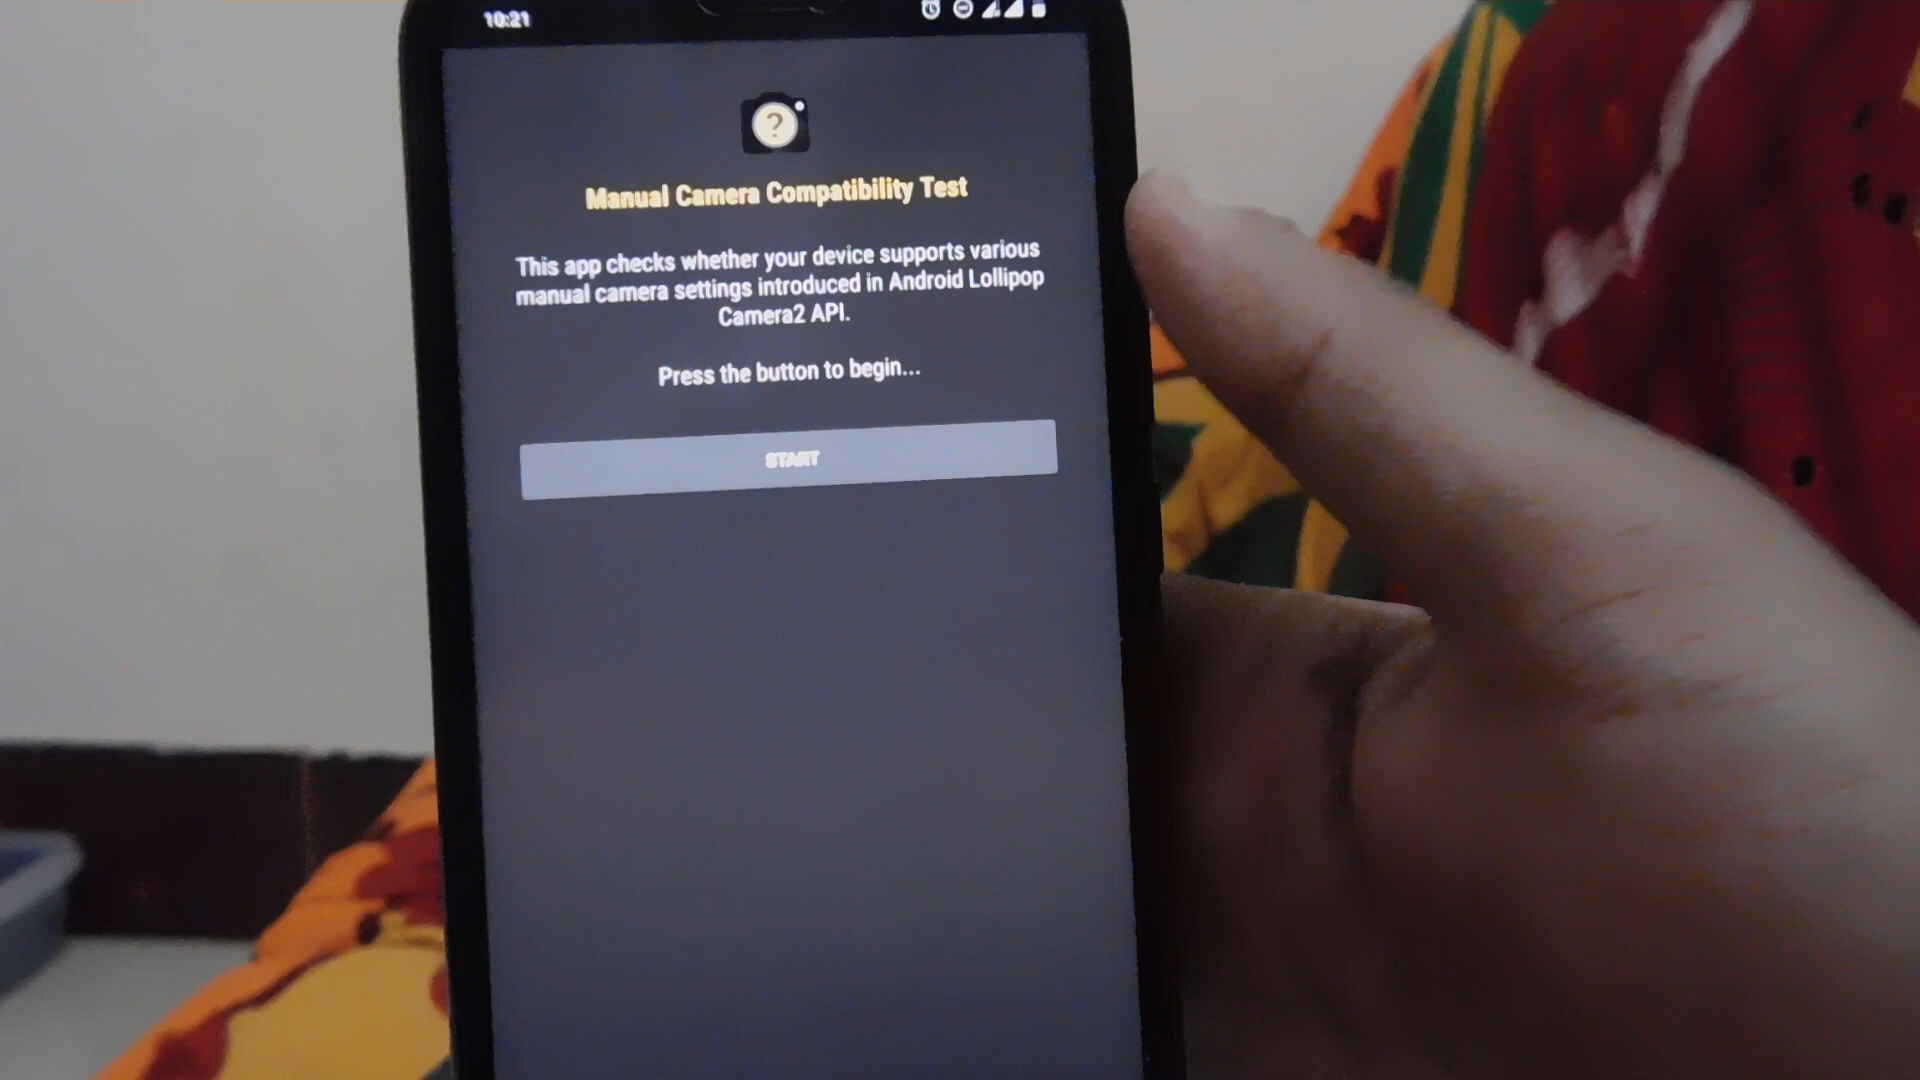 10:21
?
Manual Camera Compatibility Test
This app checks whether your device supports various
manual camera settings introduced in Android Lollipop
Camera2 API.
Press the button to begin...
START